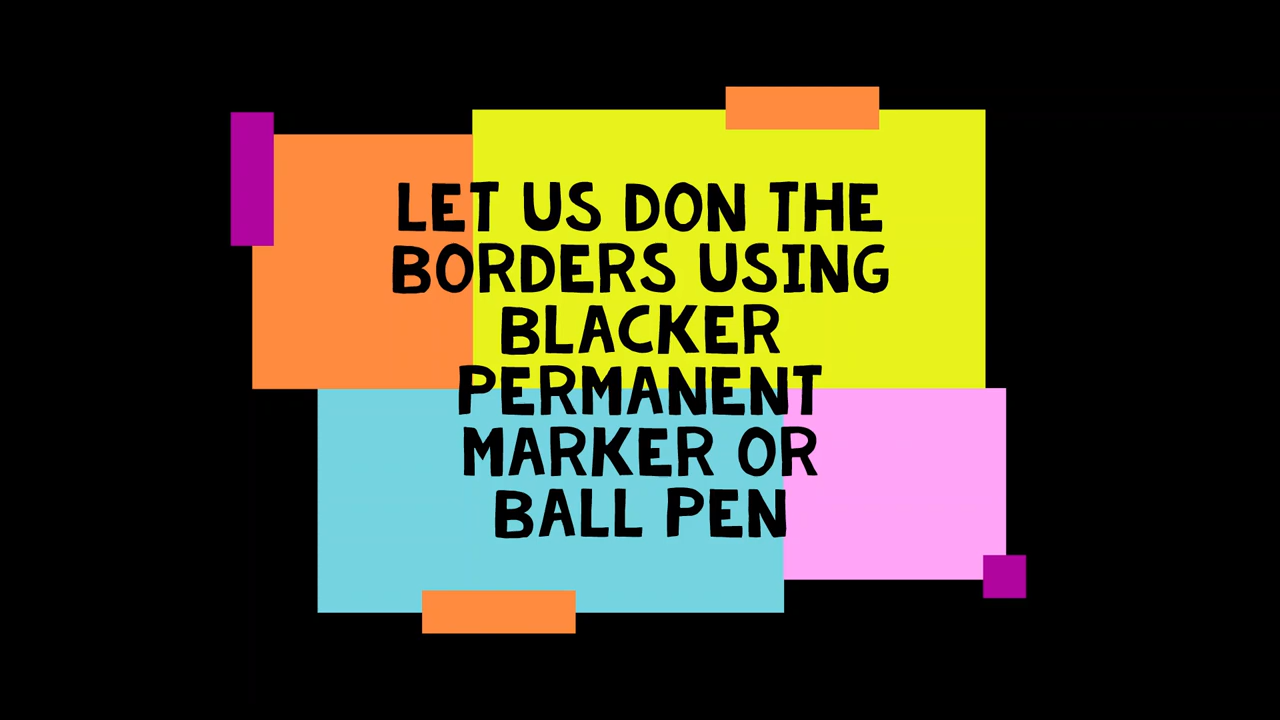 LET US DON THE
BORDERS USING
BLACKER
PERMANENT
MARKER OR
BALL PEN